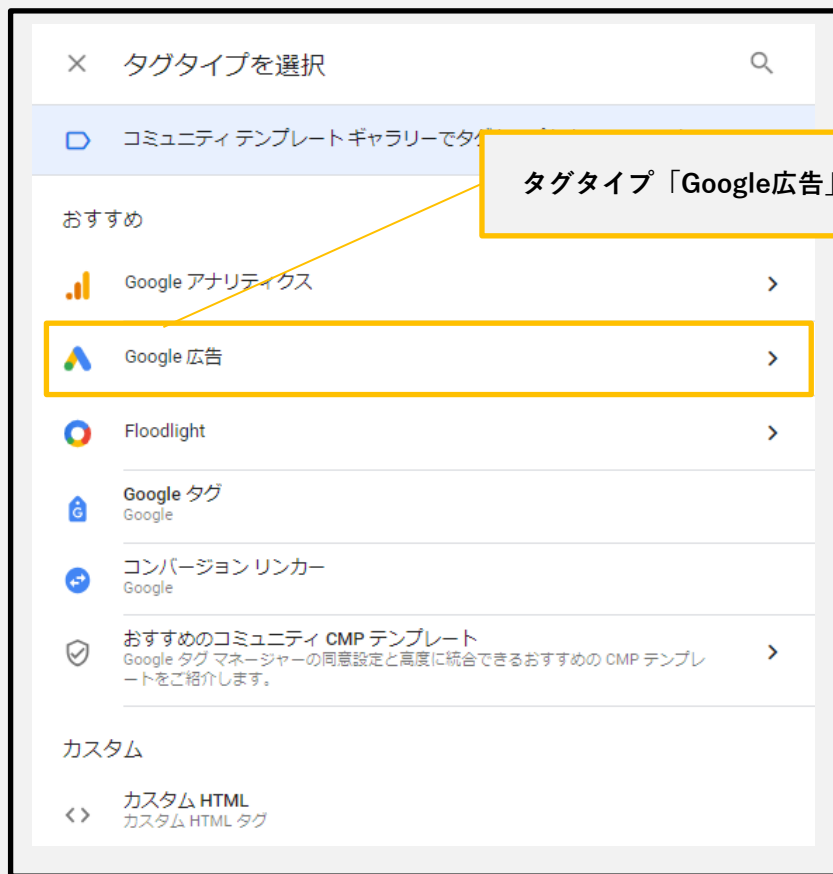 タグタイプを選択
コミュニティ テンプレート ギャラリーでタグ
タグタイプ「Google広告」
おすすめ
Google アナリティクス
Google 広告
Floodlight
Google タグ
Google
コンバージョン リンカー
Google
おすすめのコミュニティ CMP テンプレート
Google タグ マネージャーの同意設定と高度に統合できるおすすめの CMP テンプレ
ートをご紹介します。
カスタム
カスタム HTML
カスタム HTML タグ